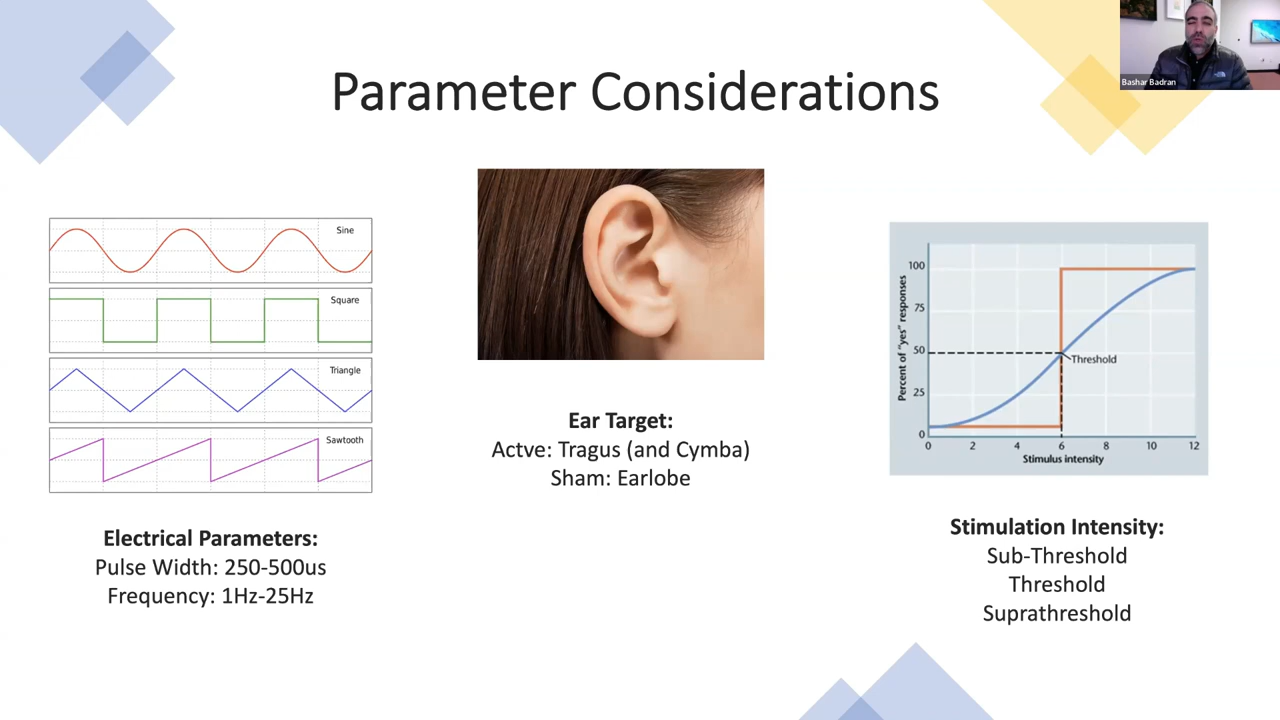 Parameter Considerations
Bashar Badran
Sine
Square
Triangle
Sawtooth
Electrical Parameters:
Pulse Width: 250-500us
Frequency: 1Hz-25Hz
Ear Target:
Actve: Tragus (and Cymba)
Sham: Earlobe
Percent of "yes" responses
100
75
50
25
0
Threshold
0 2 4 6 8 10 12
Stimulus intensity
Stimulation Intensity:
Sub-Threshold
Threshold
Suprathreshold